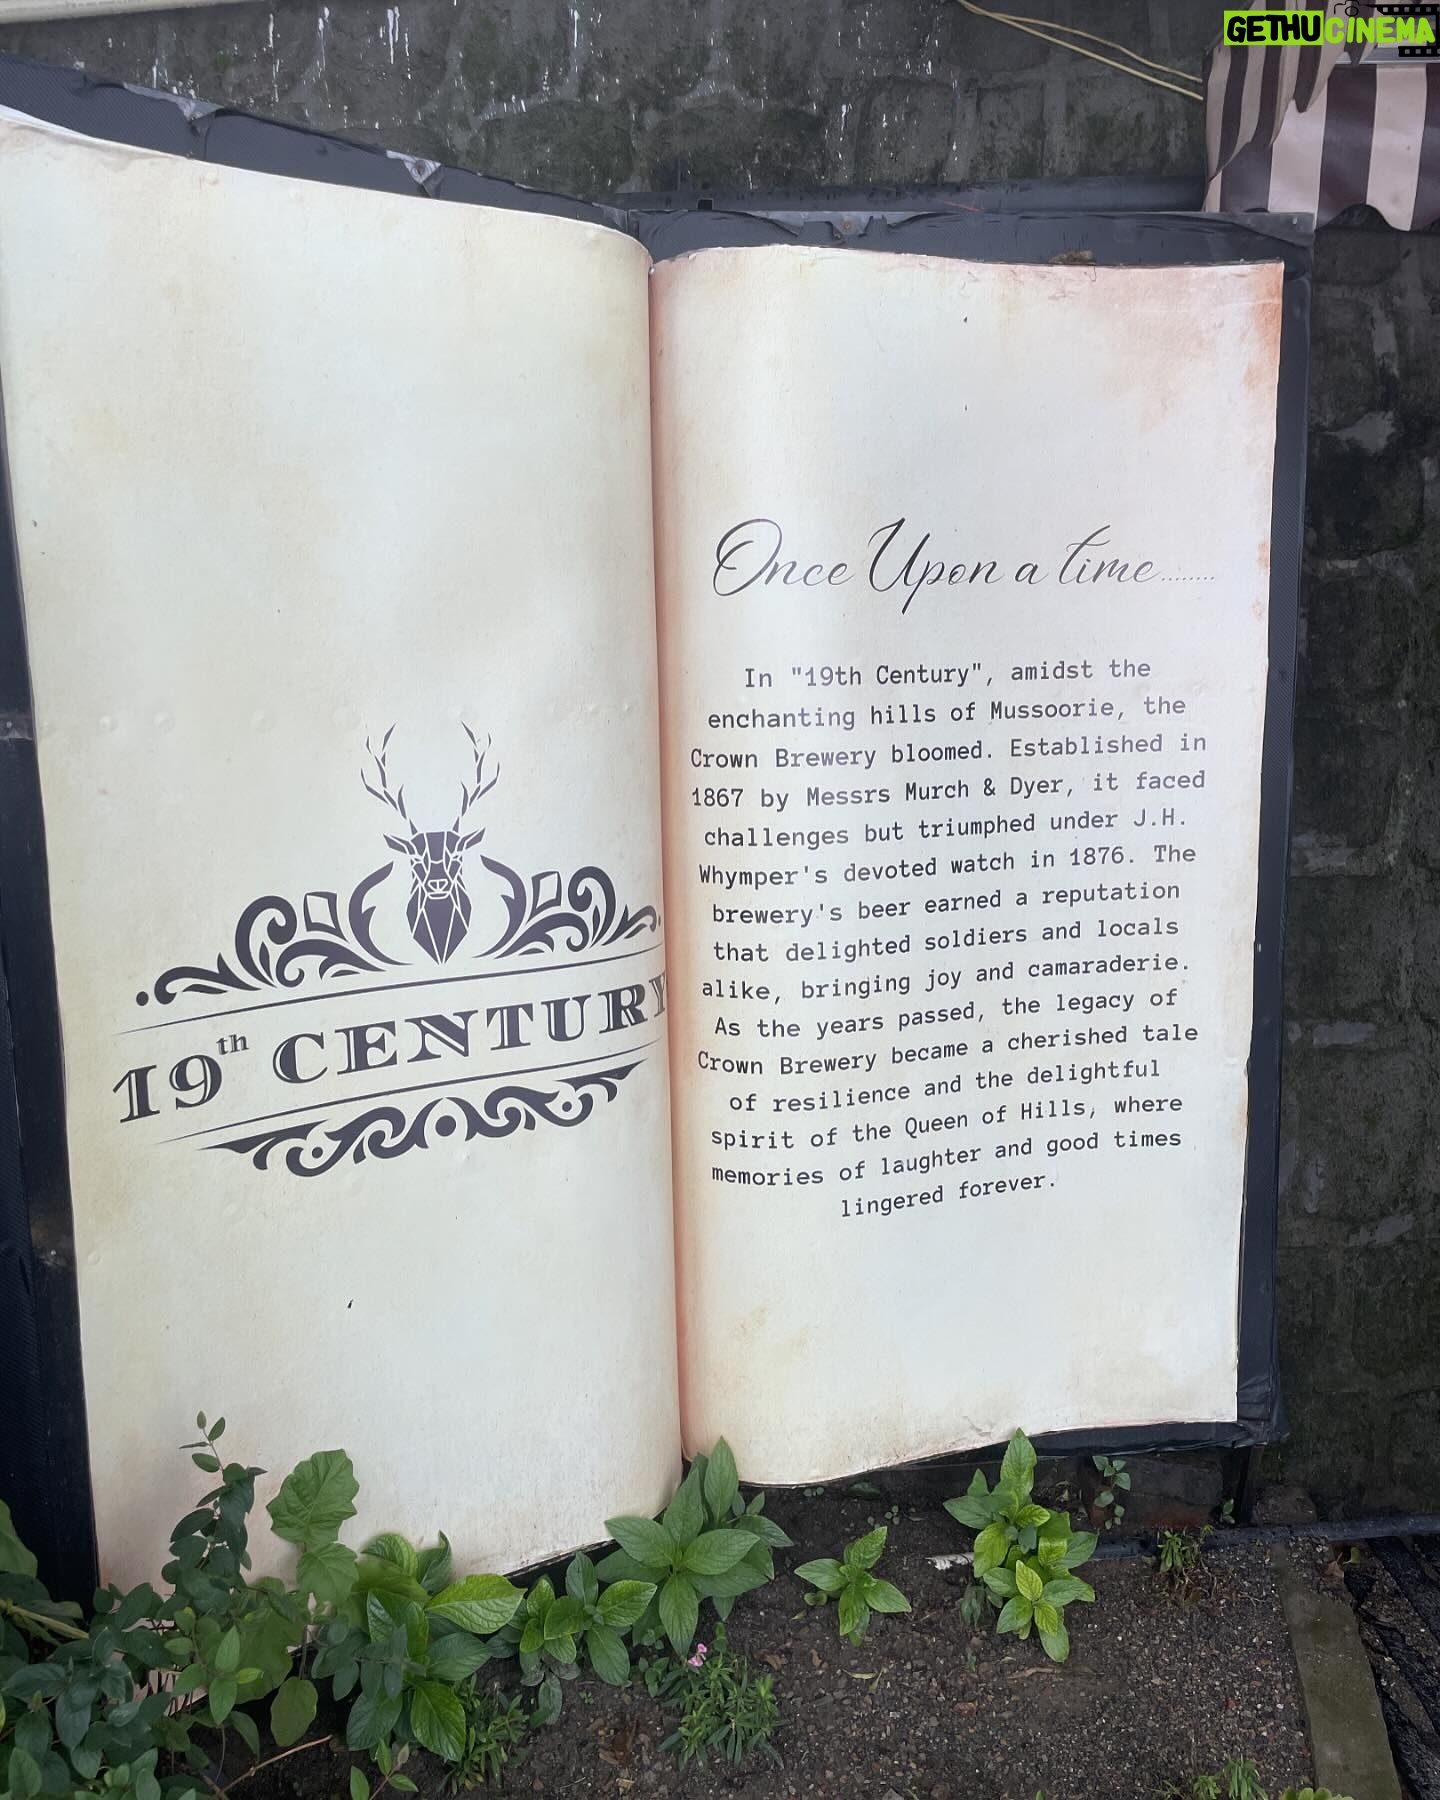 GETHUCINEMA
19th CENTURY
Once Upon a time........
In "19th Century", amidst the
enchanting hills of Mussoorie, the
Crown Brewery bloomed. Established in
1867 by Messrs Murch & Dyer, it faced
challenges but triumphed under J.H.
Whymper's devoted watch in 1876. The
brewery's beer earned a reputation
that delighted soldiers and locals
alike, bringing joy and camaraderie.
As the years passed, the legacy of
Crown Brewery became a cherished tale
of resilience and the delightful
spirit of the Queen of Hills, where
memories of laughter and good times
lingered forever.